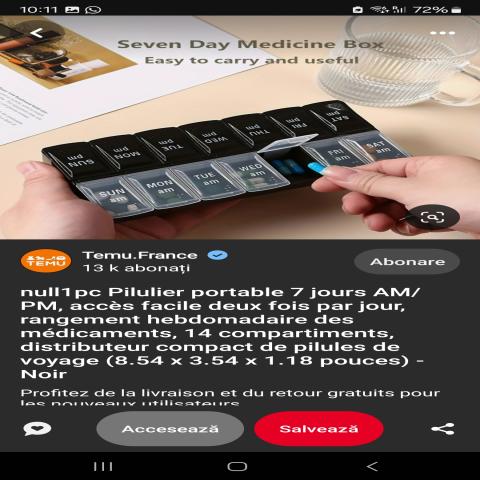 10:11 72%
Seven Day Medicine Box
Easy to carry and useful
SUN pm
MON pm
TUE pm
WED pm
THU pm
FRI pm
SAT pm
SUN am
MON am
TUE am
WED am
FRI am
SAT am
TEMU
Temu.France
13 k abonați
Abonare
null1pc Pilulier portable 7 jours AM/
PM, accès facile deux fois par jour,
rangement hebdomadaire des
médicaments, 14 compartiments,
distributeur compact de pilules de
voyage (8.54 x 3.54 x 1.18 pouces) -
Noir
Profitez de la livraison et du retour gratuits pour
les nouveaux utilisateurs
Accesează
Salvează